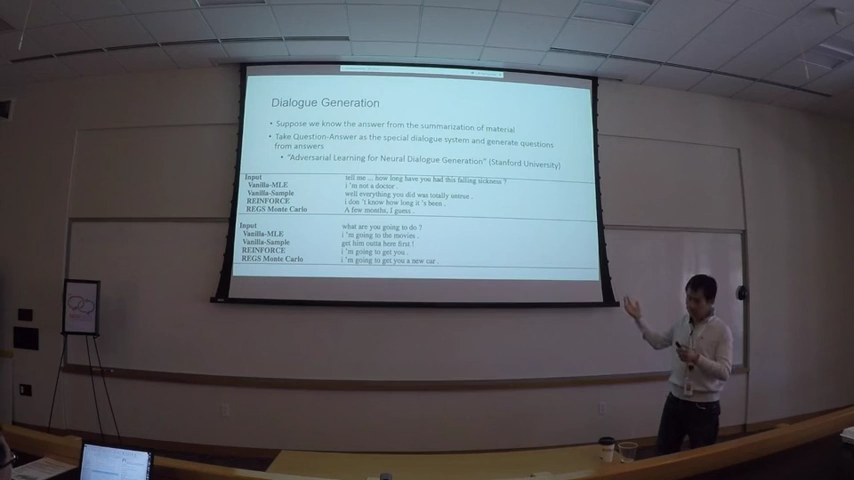 Dialogue Generation
• Suppose we know the answer from the summarization of material
• Take Question-Answer as the special dialogue system and generate questions
from answers
• "Adversarial Learning for Neural Dialogue Generation" (Stanford University)
Input tell me ... how long have you had this falling sickness ?
Vanilla-MLE i 'm not a doctor .
Vanilla-Sample well everything you did was totally untrue .
REINFORCE i don 't know how long it 's been .
REGS Monte Carlo A few months, I guess .
Input what are you going to do ?
Vanilla-MLE i 'm going to the movies .
Vanilla-Sample get him outta here first !
REINFORCE i 'm going to get you .
REGS Monte Carlo i 'm going to get you a new car .